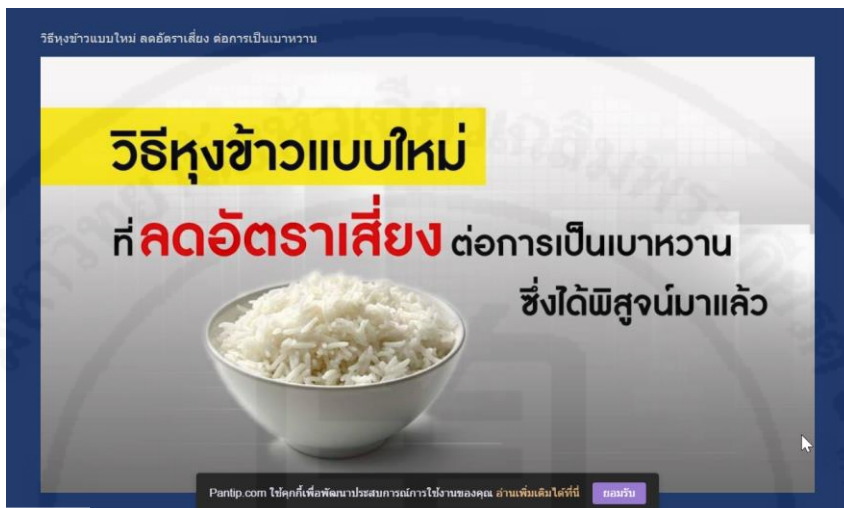 วิธีหุงข้าวแบบใหม่ ลดอัตราเสี่ยง ต่อการเป็นเบาหวาน
วิธีหุงข้าวแบบใหม่
ที่ ลดอัตราเสี่ยง ต่อการเป็นเบาหวาน
ซึ่งได้พิสูจน์มาแล้ว
Pantip.com ใช้คุกกี้เพื่อพัฒนาประสบการณ์การใช้งานของคุณ อ่านเพิ่มเติมได้ที่นี่ ยอมรับ